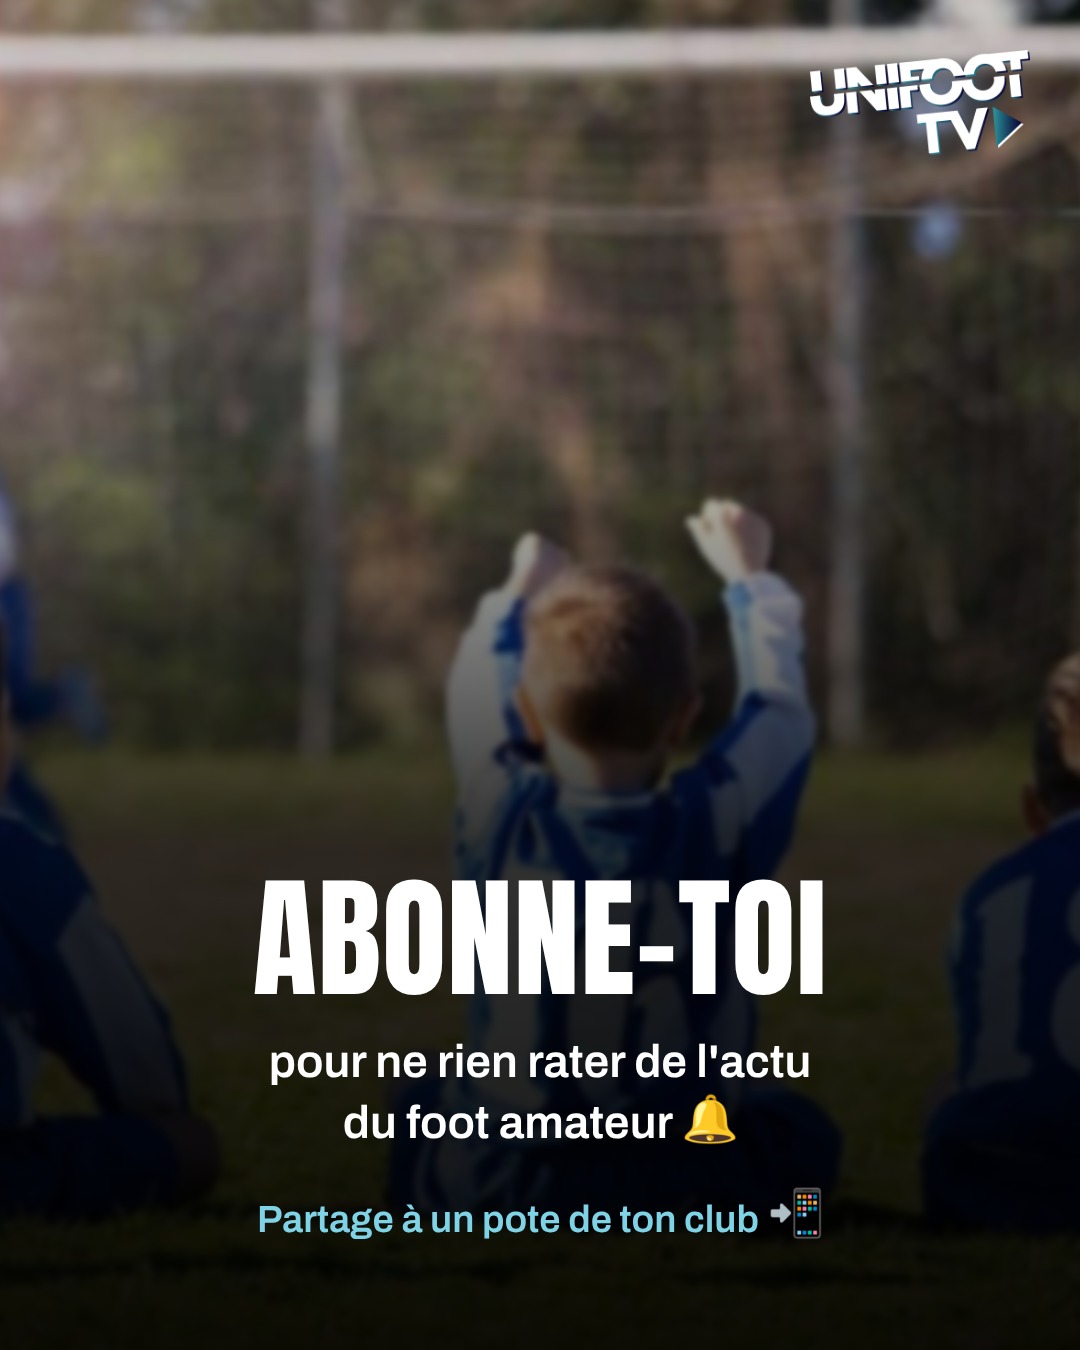 UNIFOOT
TV
ABONNE-TOI
pour ne rien rater de l'actu
du foot amateur 🔔
Partage à un pote de ton club 📲